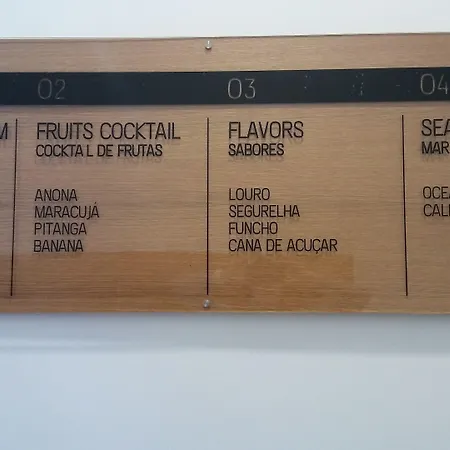 02
FRUITS COCKTAIL
COCKTA L DE FRUTAS
ANONA
MARACUJÁ
PITANGA
BANANA
03
FLAVORS
SABORES
LOURO
SEGURELHA
FUNCHO
CANA DE ACUÇAR
04
SEA
MAR
OCEA